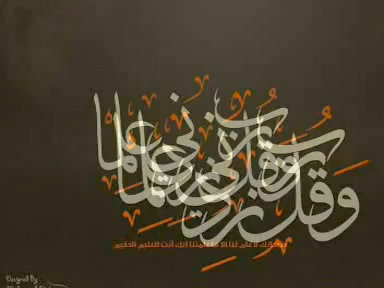 وقل رب زدني علما
سبحانك لا علم لنا إلا ما علمتنا إنك أنت العليم الحكيم
Designed By